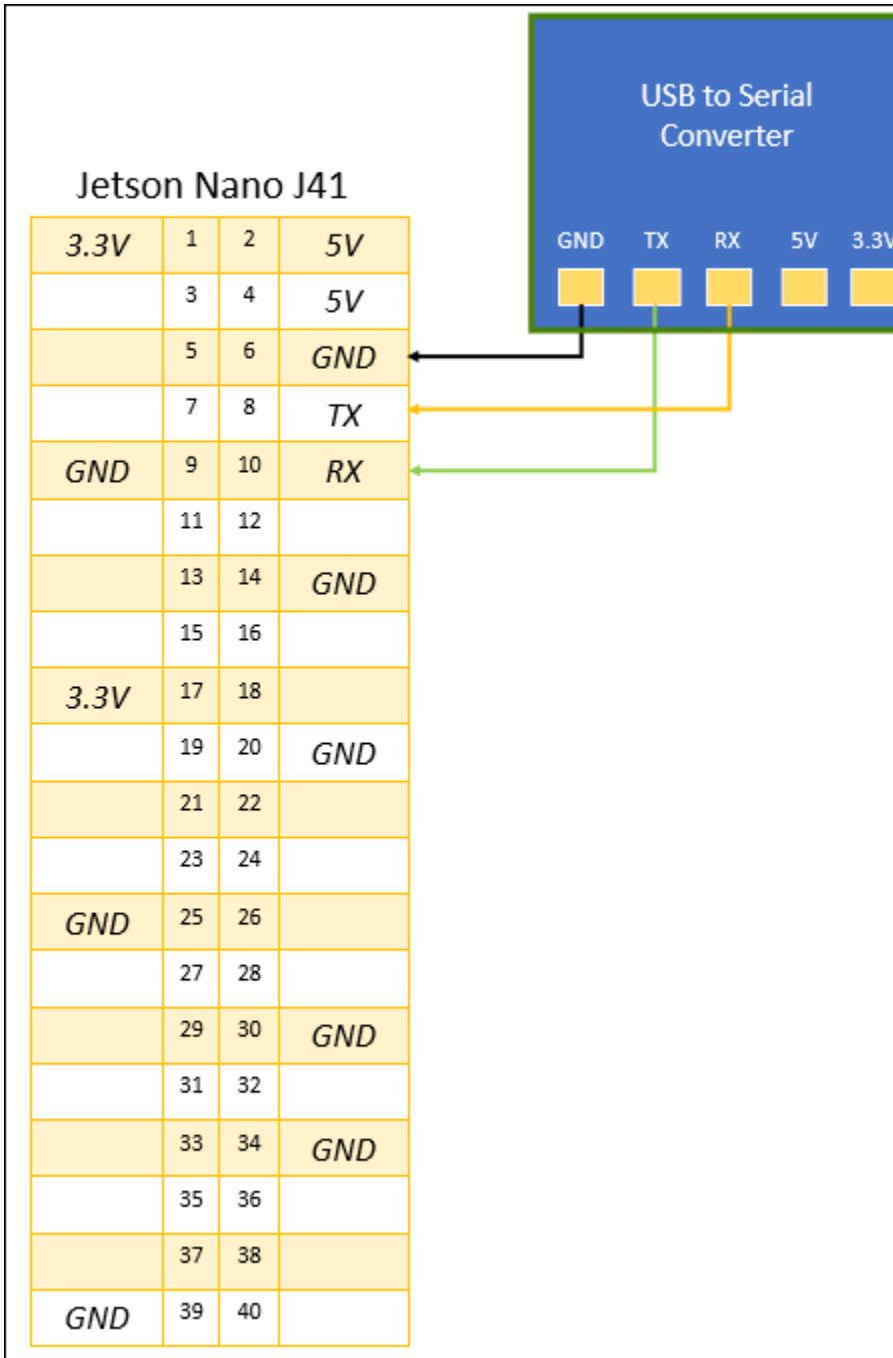 USB to Serial
Converter
Jetson Nano J41
GND TX RX 5V 3.3V
3.3V 1 2 5V
3 4 5V
5 6 GND
7 8 TX
GND 9 10 RX
11 12
13 14 GND
15 16
3.3V 17 18
19 20 GND
21 22
23 24
GND 25 26
27 28
29 30 GND
31 32
33 34 GND
35 36
37 38
GND 39 40